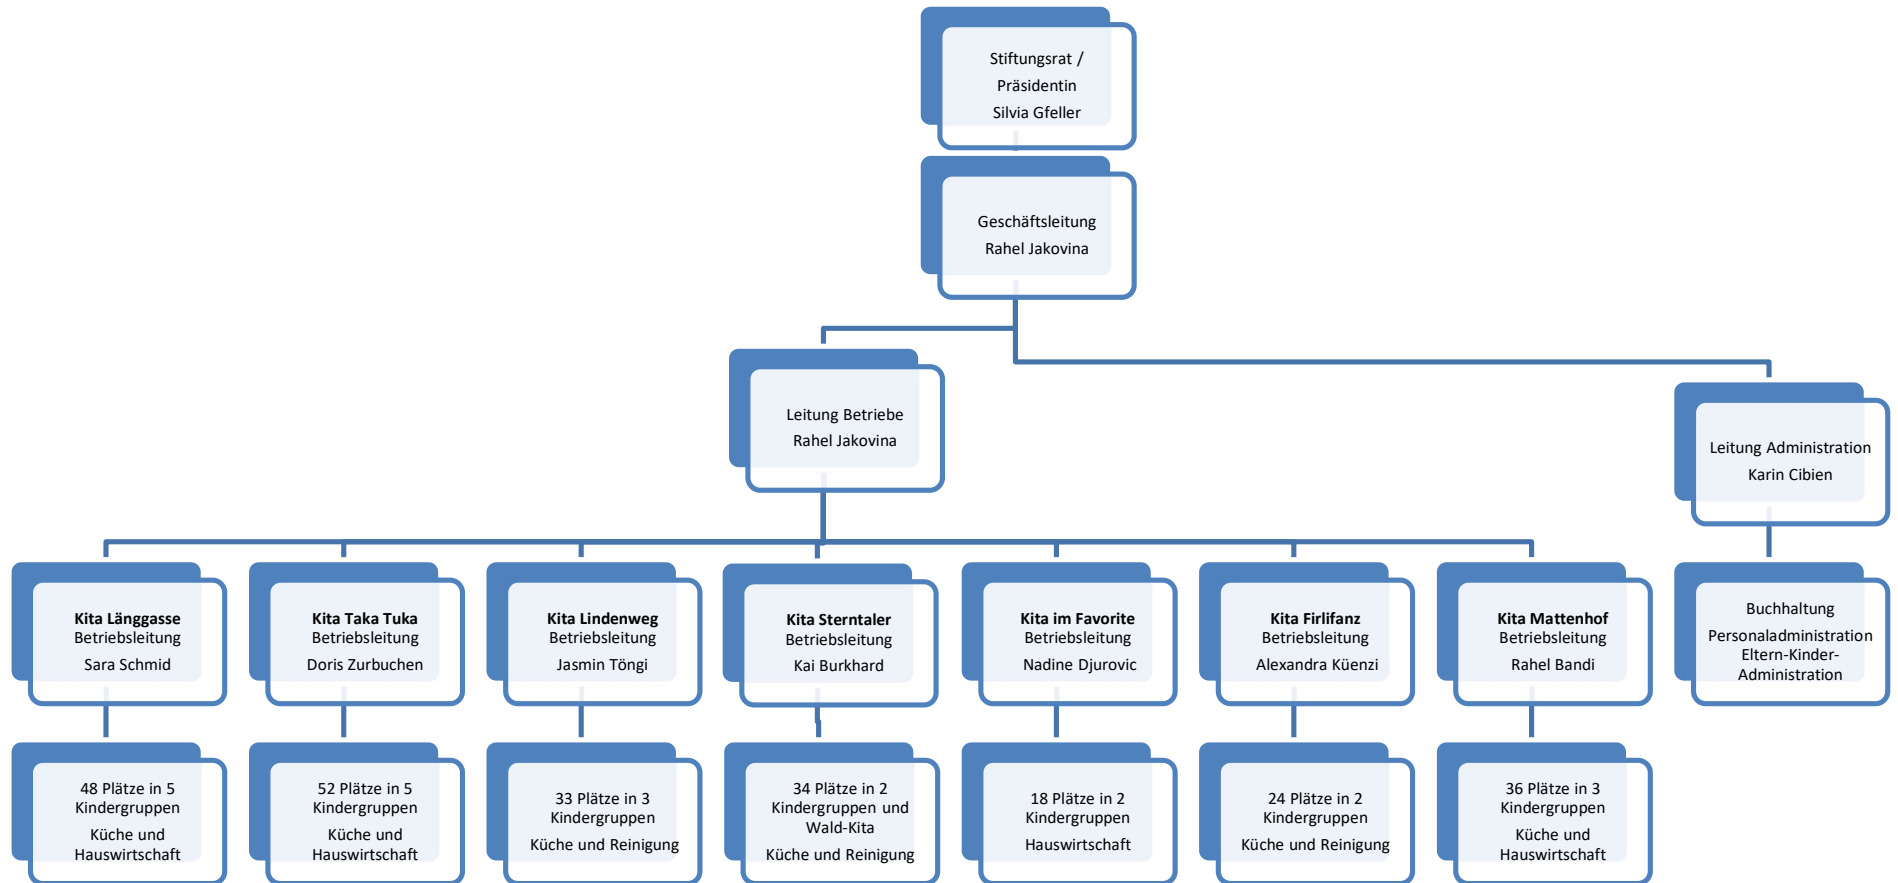 Stiftungsrat /
Präsidentin
Silvia Gfeller
Geschäftsleitung
Rahel Jakovina
Leitung Betriebe
Rahel Jakovina
Leitung Administration
Karin Cibien
Kita Länggasse
Betriebsleitung
Sara Schmid
Kita Taka Tuka
Betriebsleitung
Doris Zurbuchen
Kita Lindenweg
Betriebsleitung
Jasmin Töngi
Kita Sterntaler
Betriebsleitung
Kai Burkhard
Kita im Favorite
Betriebsleitung
Nadine Djurovic
Kita Firlifanz
Betriebsleitung
Alexandra Küenzi
Kita Mattenhof
Betriebsleitung
Rahel Bandi
Buchhaltung
Personaladministration
Eltern-Kinder-
Administration
48 Plätze in 5
Kindergruppen
Küche und
Hauswirtschaft
52 Plätze in 5
Kindergruppen
Küche und
Hauswirtschaft
33 Plätze in 3
Kindergruppen
Küche und Reinigung
34 Plätze in 2
Kindergruppen und
Wald-Kita
Küche und Reinigung
18 Plätze in 2
Kindergruppen
Hauswirtschaft
24 Plätze in 2
Kindergruppen
Küche und Reinigung
36 Plätze in 3
Kindergruppen
Küche und
Hauswirtschaft